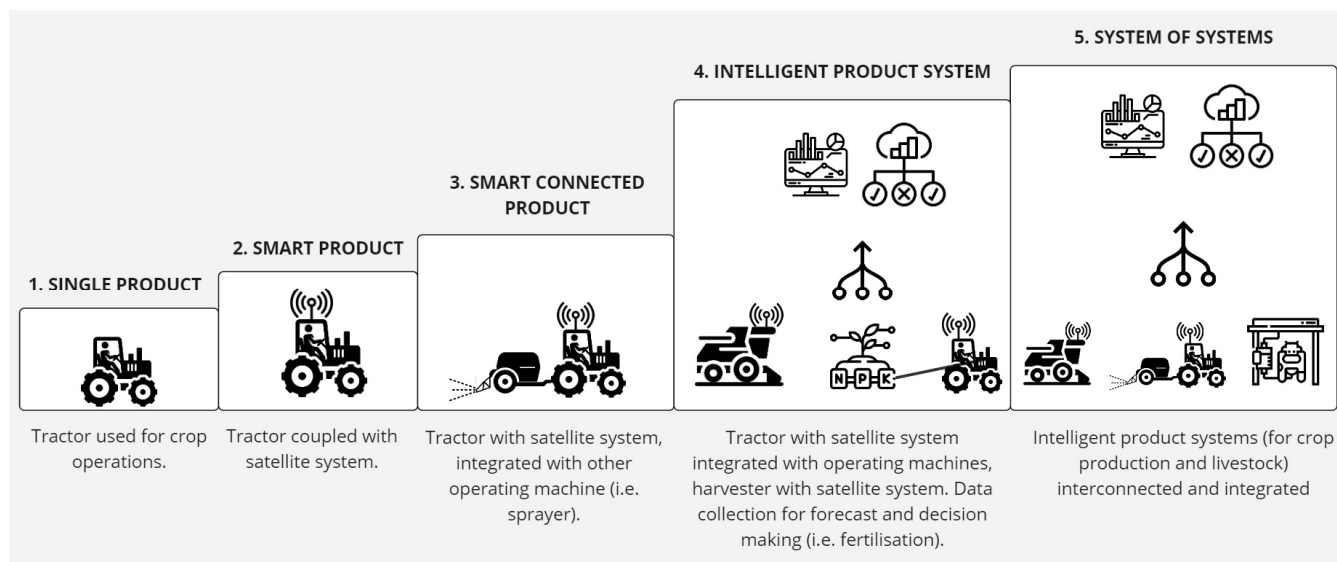 1. SINGLE PRODUCT
Tractor used for crop
operations.
2. SMART PRODUCT
Tractor coupled with
satellite system.
3. SMART CONNECTED
PRODUCT
Tractor with satellite system,
integrated with other
operating machine (i.e.
sprayer).
4. INTELLIGENT PRODUCT SYSTEM
N P K
Tractor with satellite system
integrated with operating machines,
harvester with satellite system. Data
collection for forecast and decision
making (i.e. fertilisation).
5. SYSTEM OF SYSTEMS
Intelligent product systems (for crop
production and livestock)
interconnected and integrated